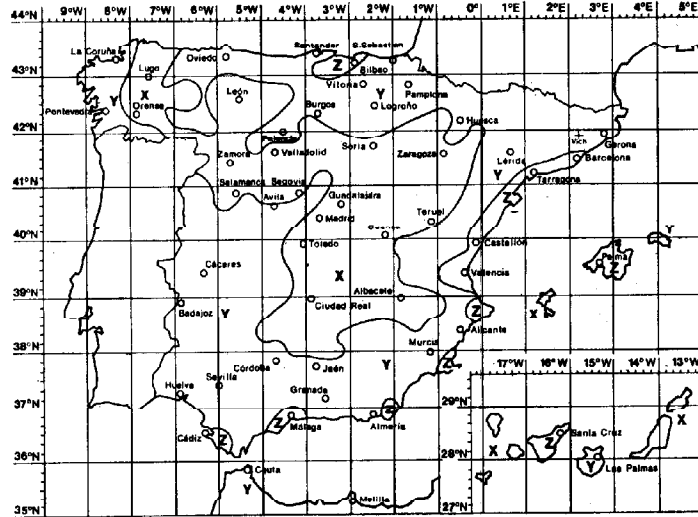 9°W 8°W 7°W 6°W 5°W 4°W 3°W 2°W 1°W 0° 1°E 2°E 3°E 4°E 5°E
44°N
La Coruña
Oviedo
Santander
S.Sebastian
Bilbao
Z
43°N
Lugo
Vitoria
Y
Pamplona
León
X
Y
Orense
Burgos
Logroño
Pontevedra
Huesca
42°N
Vich
Gerona
Zamora
Valladolid
Soria
Zaragoza
Lérida
Barcelona
Y
Tarragona
41°N
Salamanca
Segovia
Avila
Guadalajara
Z
Madrid
Teruel
40°N
Toledo
Castellón
Y
Palma
Z
Cáceres
X
Valencia
39°N
Albacete
Ciudad Real
Badajoz
Y
Z
X
Alicante
38°N
Murcia
Córdoba
Jaén
Y
Z
17°W 16°W 15°W 14°W 13°W
Huelva
Sevilla
Granada
37°N
29°N
Z
Z
Cádiz
Z
Málaga
Almería
X
Santa Cruz
Z
36°N
28°N
X
Y
Las Palmas
Ceuta
Y
Melilla
35°N
27°N